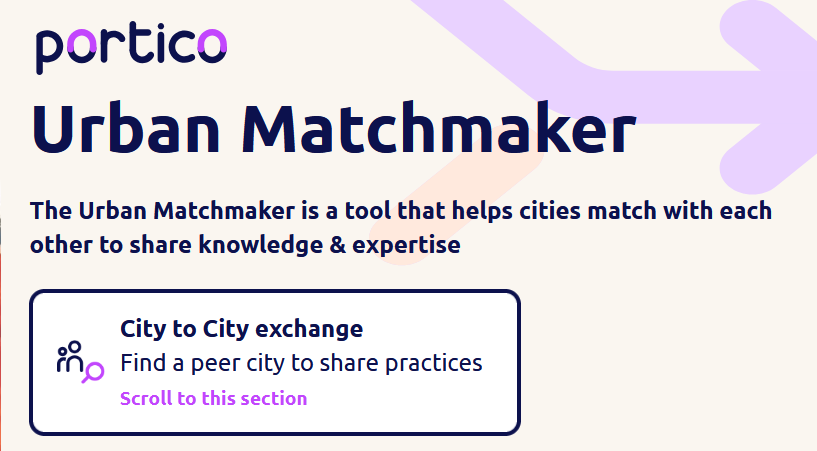 portico
Urban Matchmaker
The Urban Matchmaker is a tool that helps cities match with each
other to share knowledge & expertise
City to City exchange
Find a peer city to share practices
Scroll to this section